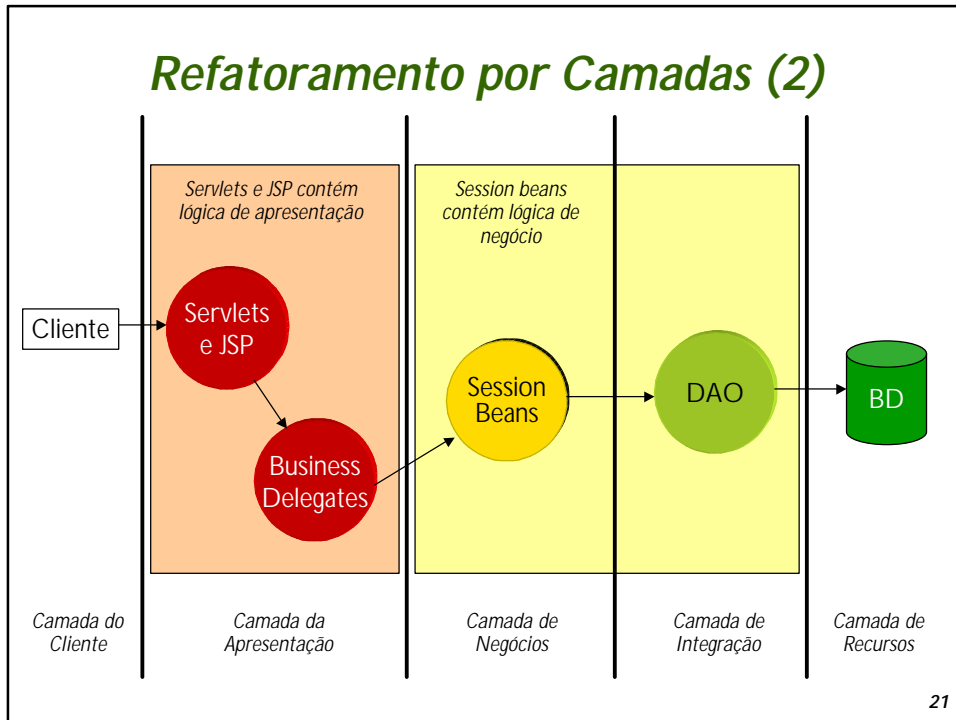 Refatoramento por Camadas (2)
Servlets e JSP contém
lógica de apresentação
Session beans
contém lógica de
negócio
Cliente
Servlets
e JSP
Business
Delegates
Session
Beans
DAO
BD
Camada do
Cliente
Camada da
Apresentação
Camada de
Negócios
Camada de
Integração
Camada de
Recursos
21